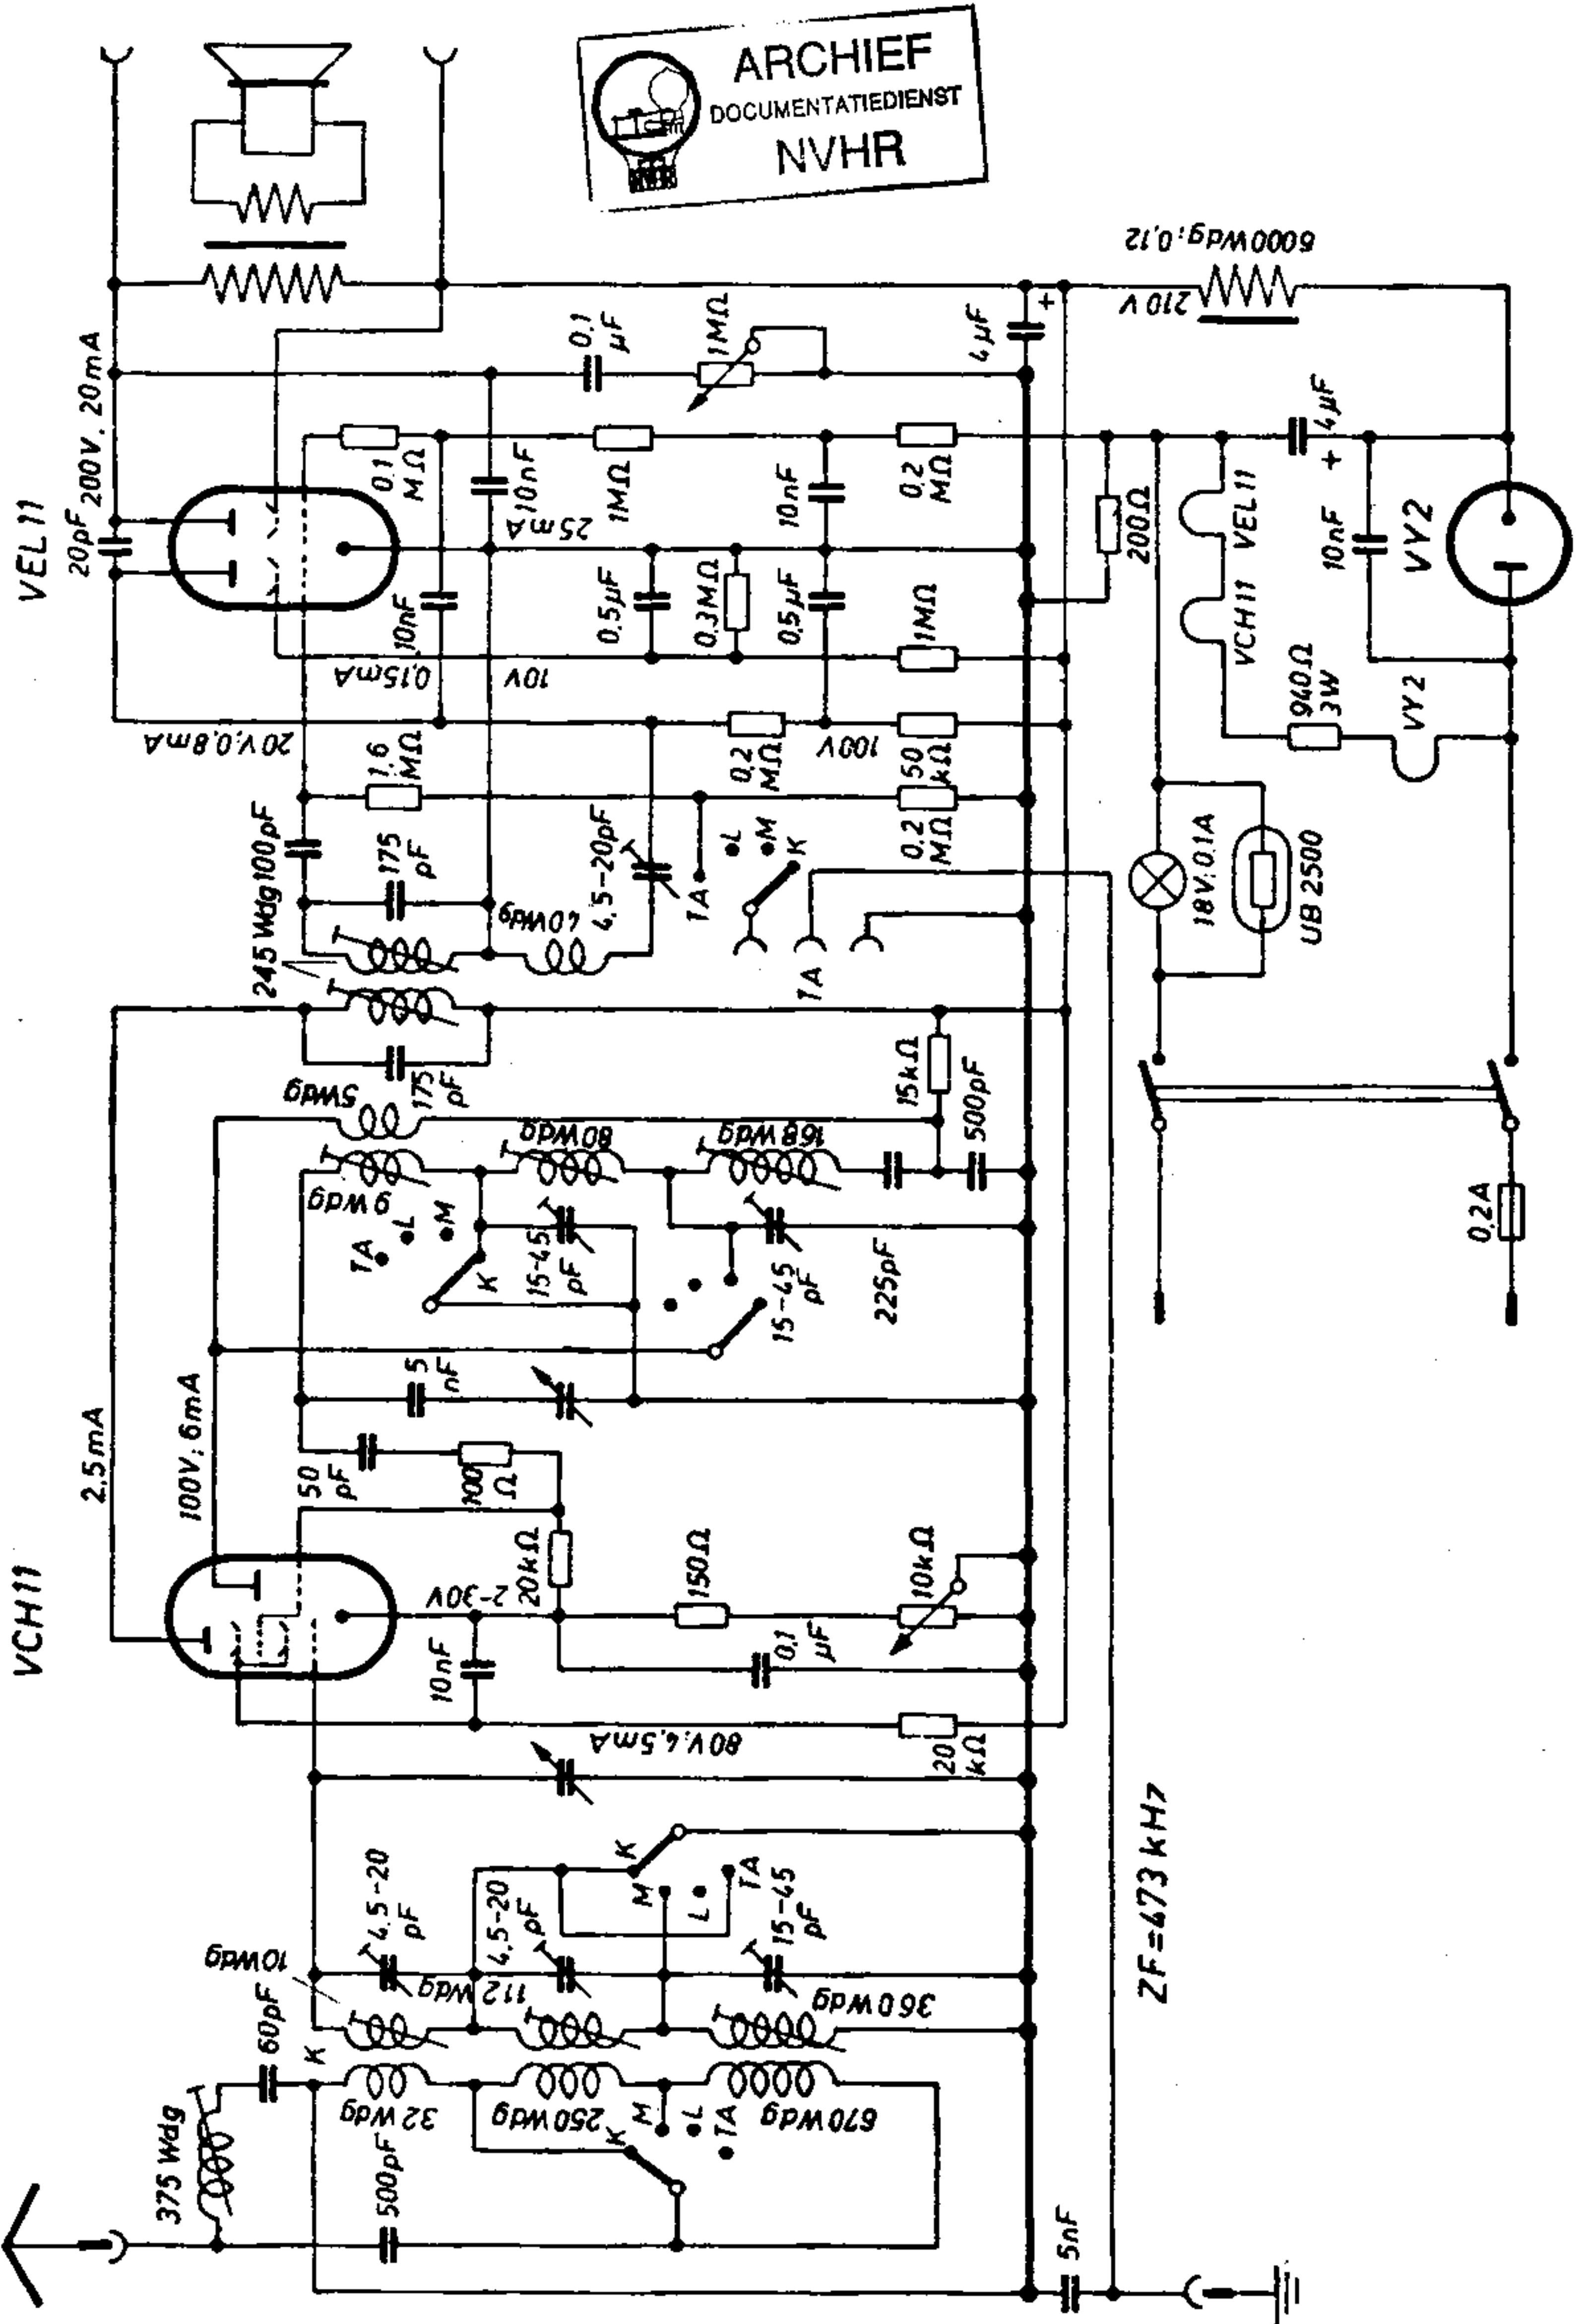 ARCHIEF
DOCUMENTATIEDIENST
NVHR
VEL11
20pF
200V, 20mA
0.1
MΩ
0.1
µF
10nF
25mA
1MΩ
1MΩ
10nF
0,2
MΩ
4µF
+
6000Wdg; 0,12
210V
10nF
0,15mA
10V
0,5µF
0.3MΩ
0,5µF
1MΩ
200Ω
VCH11
VEL11
10nF
+
4µF
VY2
940Ω
3W
VY2
20V; 0,8mA
1.6
MΩ
0,2
MΩ
100V
50
kΩ
100pF
175
pF
245 Wdg
40Wdg
4,5-20pF
TA
L
M
K
TA
0,2
MΩ
18V; 0,1A
UB 2500
2,5mA
175
pF
5Wdg
15kΩ
500pF
9Wdg
80Wdg
168Wdg
TA
L
M
K
15-45
pF
15-45
pF
225pF
0,2A
100V; 6mA
5
nF
50
pF
100
Ω
VCH11
2-30V
20kΩ
150Ω
10kΩ
10nF
0,1
µF
80V; 4,5mA
20
kΩ
4,5-20
pF
4,5-20
pF
15-45
pF
K
M
L
TA
10Wdg
112 Wdg
360Wdg
60pF
K
32Wdg
250Wdg
670Wdg
K
M
L
TA
375 Wdg
500pF
5nF
ZF=473 kHz